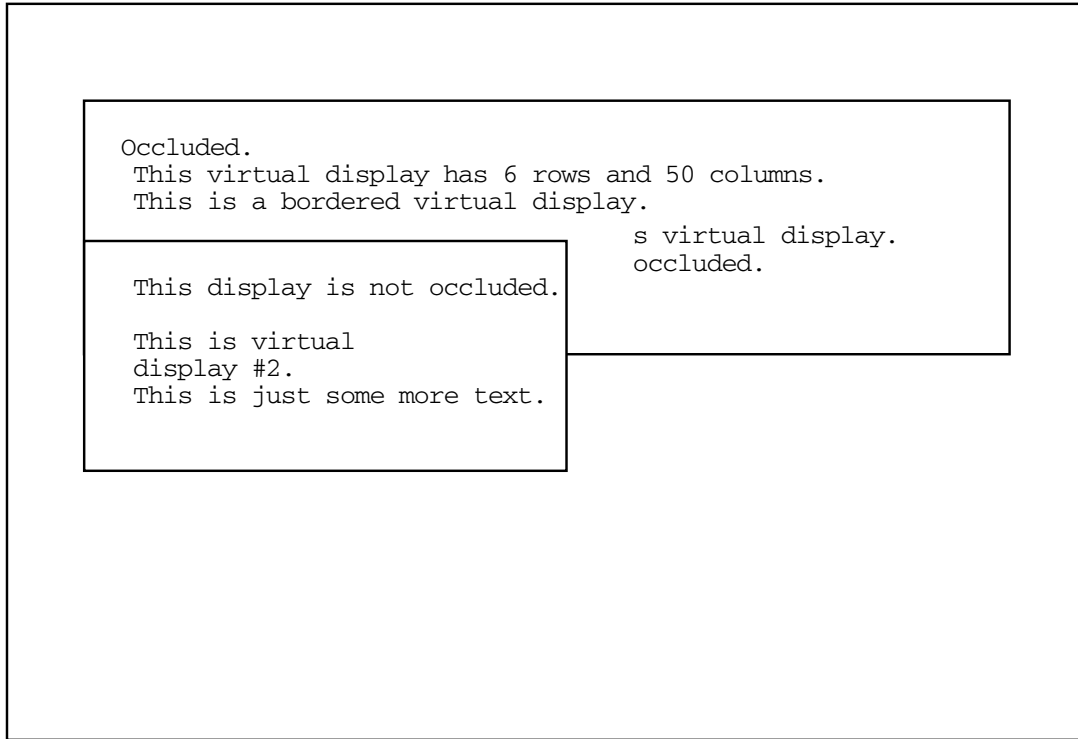 Occluded.
This virtual display has 6 rows and 50 columns.
This is a bordered virtual display.
s virtual display.
occluded.
This display is not occluded.
This is virtual
display #2.
This is just some more text.